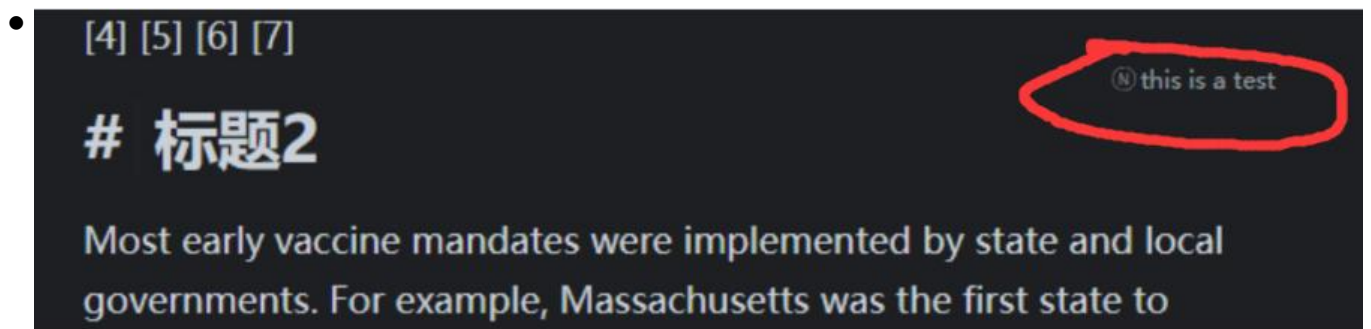 [4] [5] [6] [7]
Ⓝ this is a test
# 标题2
Most early vaccine mandates were implemented by state and local
governments. For example, Massachusetts was the first state to